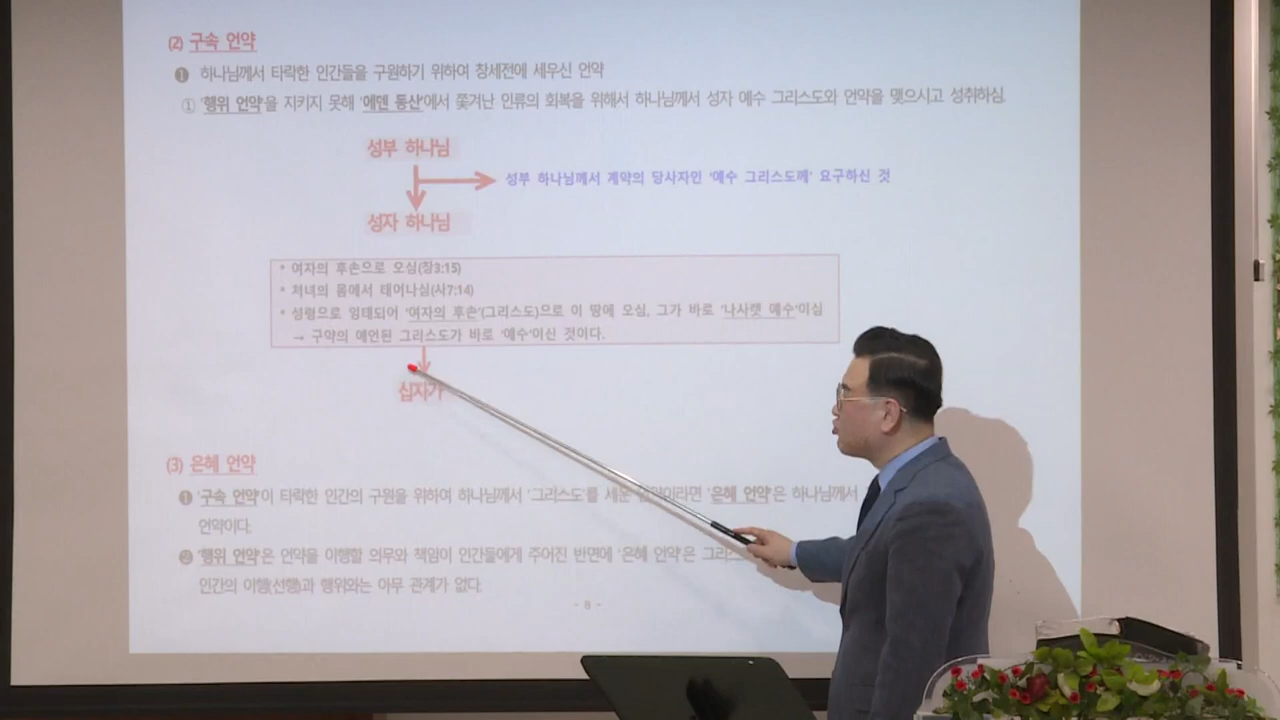 (2) 구속 언약
❶ 하나님께서 타락한 인간들을 구원하기 위하여 창세전에 세우신 언약
① '행위 언약'을 지키지 못해 '에덴 동산'에서 쫓겨난 인류의 회복을 위해서 하나님께서 성자 예수 그리스도와 언약을 맺으시고 성취하심.
성부 하나님
성부 하나님께서 계약의 당사자인 '예수 그리스도께' 요구하신 것
성자 하나님
* 여자의 후손으로 오심(창3:15)
* 처녀의 몸에서 태어나심(사7:14)
* 성령으로 잉태되어 '여자의 후손'(그리스도)으로 이 땅에 오심, 그가 바로 '나사렛 예수'이심
→ 구약의 예언된 그리스도가 바로 '예수'이신 것이다.
십자가
(3) 은혜 언약
❶ '구속 언약'이 타락한 인간의 구원을 위하여 하나님께서 '그리스도'를 세운 언약이라면 '은혜 언약'은 하나님께서
언약이다.
❷ '행위 언약'은 언약을 이행할 의무와 책임이 인간들에게 주어진 반면에 '은혜 언약'은
인간의 이행(선행)과 행위와는 아무 관계가 없다.
- 8 -